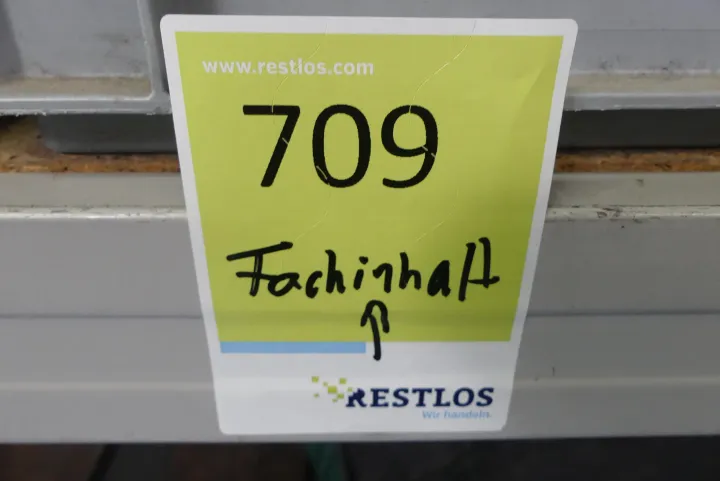 www.restlos.com
709
Fachinhalt
↑
RESTLOS
Wir handeln.